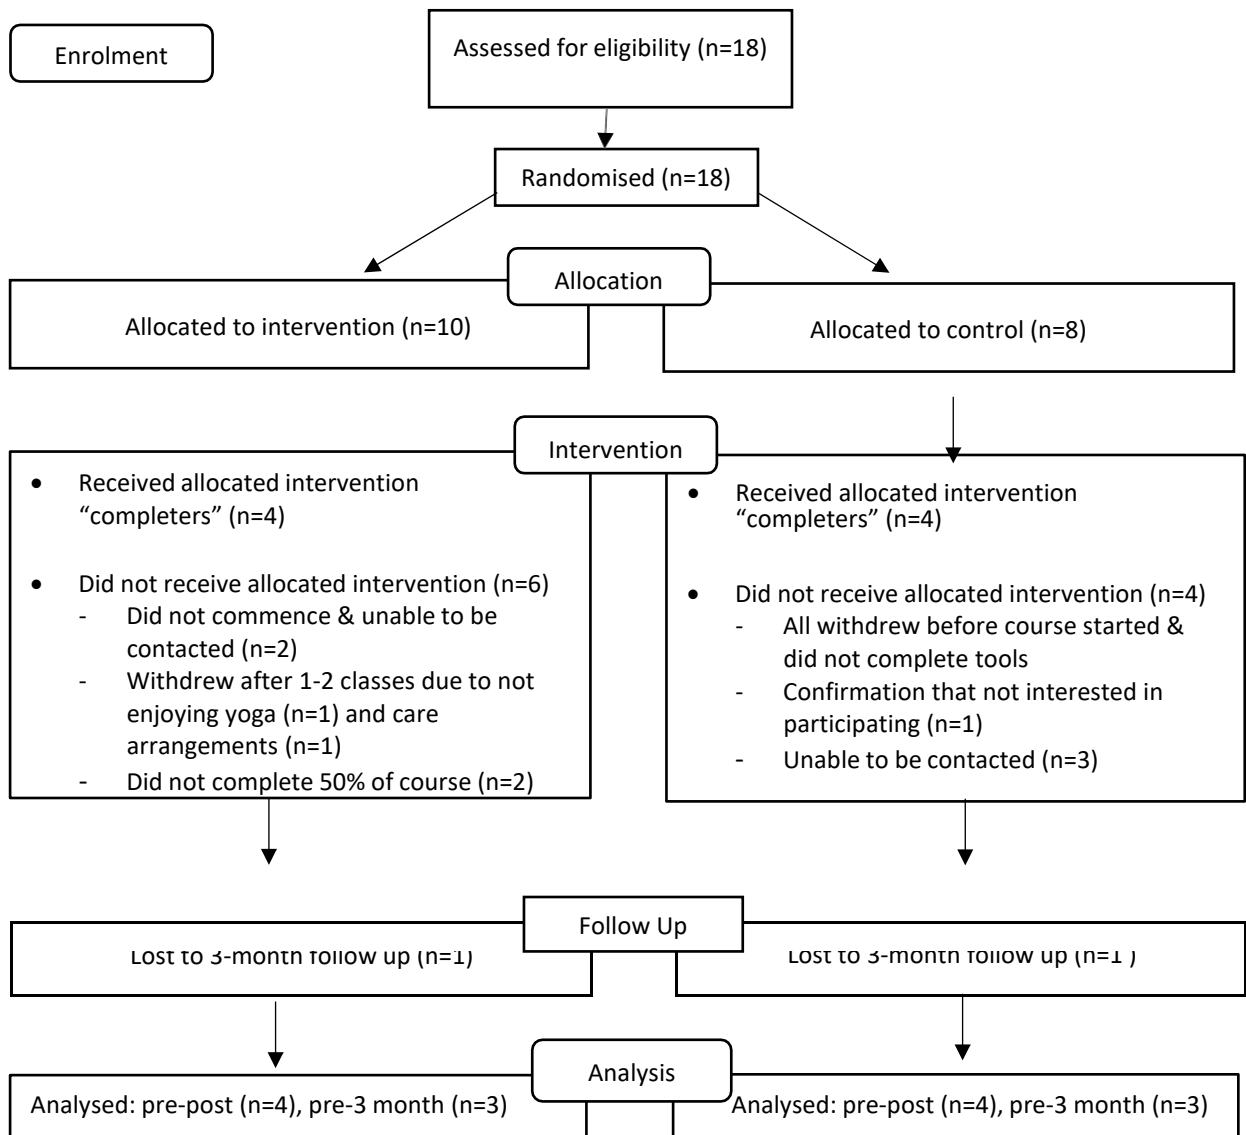 Enrolment
Assessed for eligibility (n=18)
Randomised (n=18)
Allocation
Allocated to intervention (n=10)
Allocated to control (n=8)
Intervention
• Received allocated intervention
“completers” (n=4)
• Did not receive allocated intervention (n=6)
- Did not commence & unable to be
contacted (n=2)
- Withdrew after 1-2 classes due to not
enjoying yoga (n=1) and care
arrangements (n=1)
- Did not complete 50% of course (n=2)
• Received allocated intervention
“completers” (n=4)
• Did not receive allocated intervention (n=4)
- All withdrew before course started &
did not complete tools
- Confirmation that not interested in
participating (n=1)
- Unable to be contacted (n=3)
Follow Up
Lost to 3-month follow up (n=1)
Lost to 3-month follow up (n=1 )
Analysis
Analysed: pre-post (n=4), pre-3 month (n=3)
Analysed: pre-post (n=4), pre-3 month (n=3)